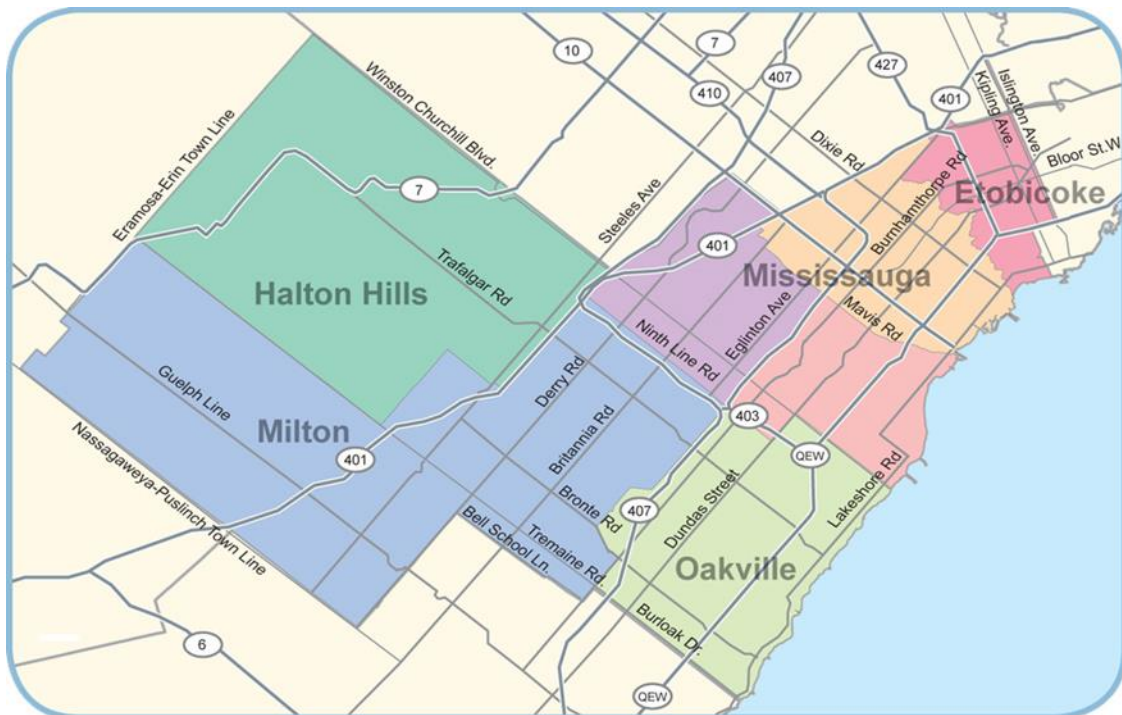 10
7
407
427
410
401
Winston Churchill Blvd.
Dixie Rd
Kipling Ave.
Islington Ave.
Bloor St.W.
Eramosa-Erin Town Line
Burnhamthorpe Rd
Etobicoke
7
Steeles Ave
401
Trafalgar Rd
Mississauga
Halton Hills
Eglinton Ave
Mavis Rd
Ninth Line Rd
Derry Rd
Guelph Line
403
Milton
Britannia Rd
401
QEW
Nassagaweya-Puslinch Town Line
Lakeshore Rd
Bronte Rd
Dundas Street
407
Bell School Ln.
Tremaine Rd.
Oakville
Burloak Dr.
6
QEW